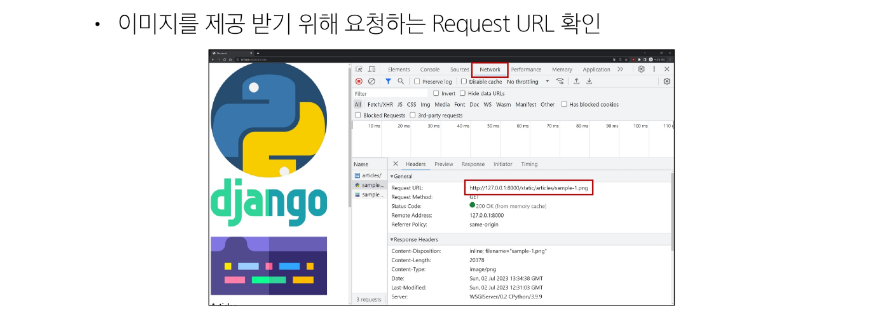 • 이미지를 제공 받기 위해 요청하는 Request URL 확인
Elements Console Sources Network Performance Memory Application
Preserve log Disable cache No throttling
Filter Invert Hide data URLs
All Fetch/XHR JS CSS Img Media Font Doc WS Wasm Manifest Other Has blocked cookies
Blocked Requests 3rd-party requests
10 ms 20 ms 30 ms 40 ms 50 ms 60 ms 70 ms 80 ms 90 ms 100 ms 110
django
Name
articles/
sample...
sample...
3 requests
× Headers Preview Response Initiator Timing
▼General
Request URL: http://127.0.0.1:8000/static/articles/sample-1.png
Request Method: GET
Status Code: 200 OK (from memory cache)
Remote Address: 127.0.0.1:8000
Referrer Policy: same-origin
▼Response Headers
Content-Disposition: inline; filename="sample-1.png"
Content-Length: 20378
Content-Type: image/png
Date: Sun, 02 Jul 2023 13:34:38 GMT
Last-Modified: Sun, 02 Jul 2023 12:31:03 GMT
Server: WSGIServer/0.2 CPython/3.9.9